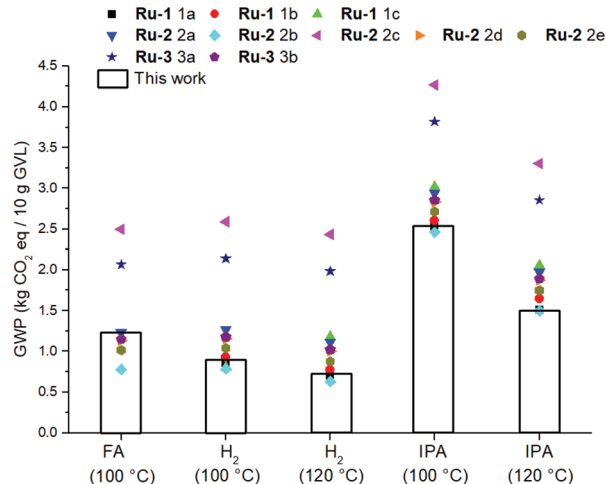 Ru-1 1a Ru-1 1b Ru-1 1c
Ru-2 2a Ru-2 2b Ru-2 2c Ru-2 2d Ru-2 2e
Ru-3 3a Ru-3 3b
This work
GWP (kg CO2 eq / 10 g GVL)
4.5
4.0
3.5
3.0
2.5
2.0
1.5
1.0
0.5
0.0
FA H2 H2 IPA IPA
(100 °C) (100 °C) (120 °C) (100 °C) (120 °C)